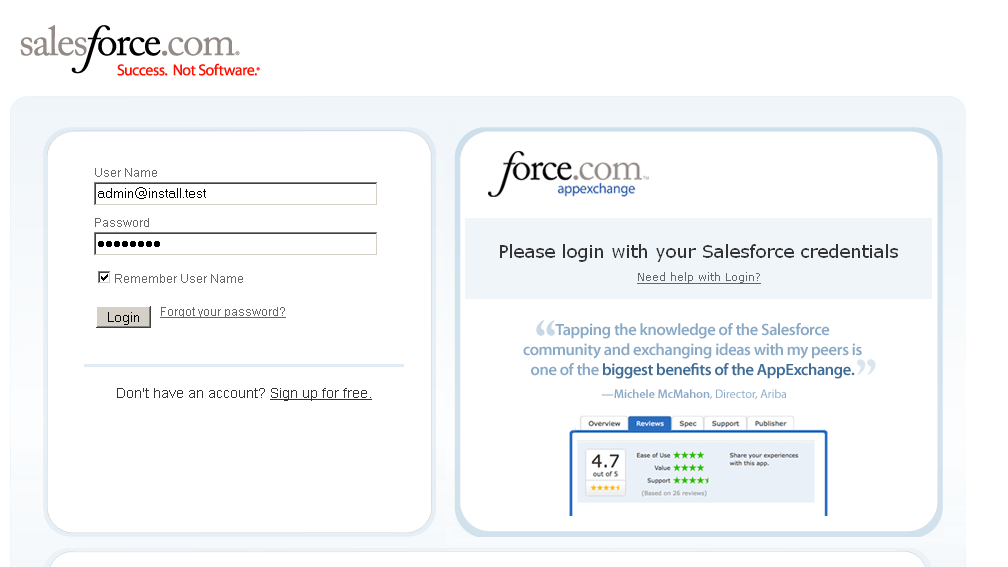 salesforce.com.
Success. Not Software.
User Name
admin@install.test
Password
Remember User Name
Login
Forgot your password?
Don't have an account? Sign up for free.
force.com™
appexchange
Please login with your Salesforce credentials
Need help with Login?
“Tapping the knowledge of the Salesforce
community and exchanging ideas with my peers is
one of the biggest benefits of the AppExchange.”
—Michele McMahon, Director, Ariba
Overview Reviews Spec Support Publisher
4.7
out of 5
Ease of Use
Value
Support
(Based on 26 reviews)
Share your experiences
with this app.